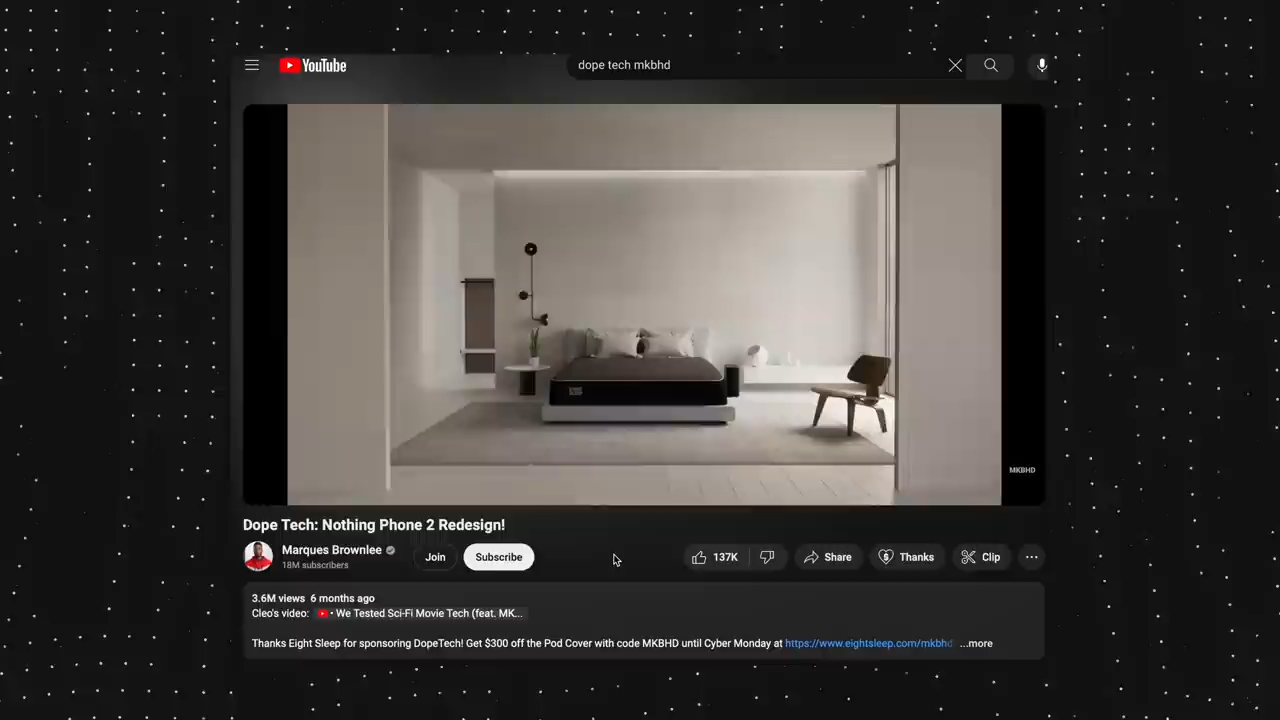 YouTube
dope tech mkbhd
MKBHD
Dope Tech: Nothing Phone 2 Redesign!
Marques Brownlee
18M subscribers
Join
Subscribe
137K
Share
Thanks
Clip
3.6M views 6 months ago
Cleo's video: • We Tested Sci-Fi Movie Tech (feat. MK...
Thanks Eight Sleep for sponsoring DopeTech! Get $300 off the Pod Cover with code MKBHD until Cyber Monday at https://www.eightsleep.com/mkbhd ...more